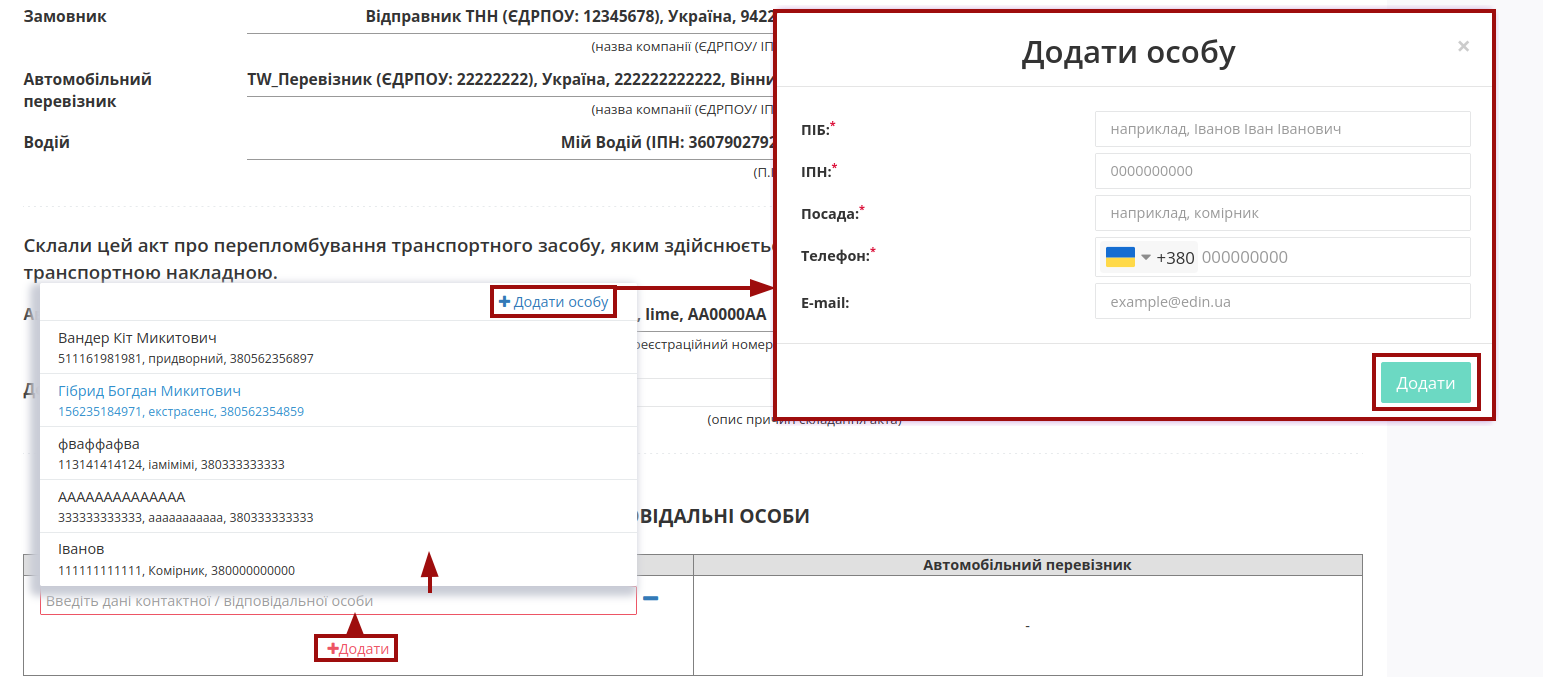 Замовник
Відправник ТНН (ЄДРПОУ: 12345678), Україна, 9422
(назва компанії (ЄДРПОУ/ ІП
Автомобільний
перевізник
TW_Перевізник (ЄДРПОУ: 22222222), Україна, 222222222222, Вінни
(назва компанії (ЄДРПОУ/ ІП
Водій
Мій Водій (ІПН: 3607902792
(П.І
Склали цей акт про перепломбування транспортного засобу, яким здійснюєтьс
транспортною накладною.
, lime, АА0000АА
реєстраційний номер
(опис причин складання акта)
Додати особу
×
ПІБ:*
наприклад, Іванов Іван Іванович
ІПН:*
0000000000
Посада:*
наприклад, комірник
Телефон:*
+380 000000000
E-mail:
example@edin.ua
Додати
+ Додати особу
Вандер Кіт Микитович
511161981981, придворний, 380562356897
Гібрид Богдан Микитович
156235184971, екстрасенс, 380562354859
фваффафва
113141414124, іамімімі, 380333333333
АААААААААААААА
333333333333, ааааааааааа, 380333333333
Іванов
111111111111, Комірник, 380000000000
ВІДАЛЬНІ ОСОБИ
Автомобільний перевізник
Введіть дані контактної / відповідальної особи
-
+Додати